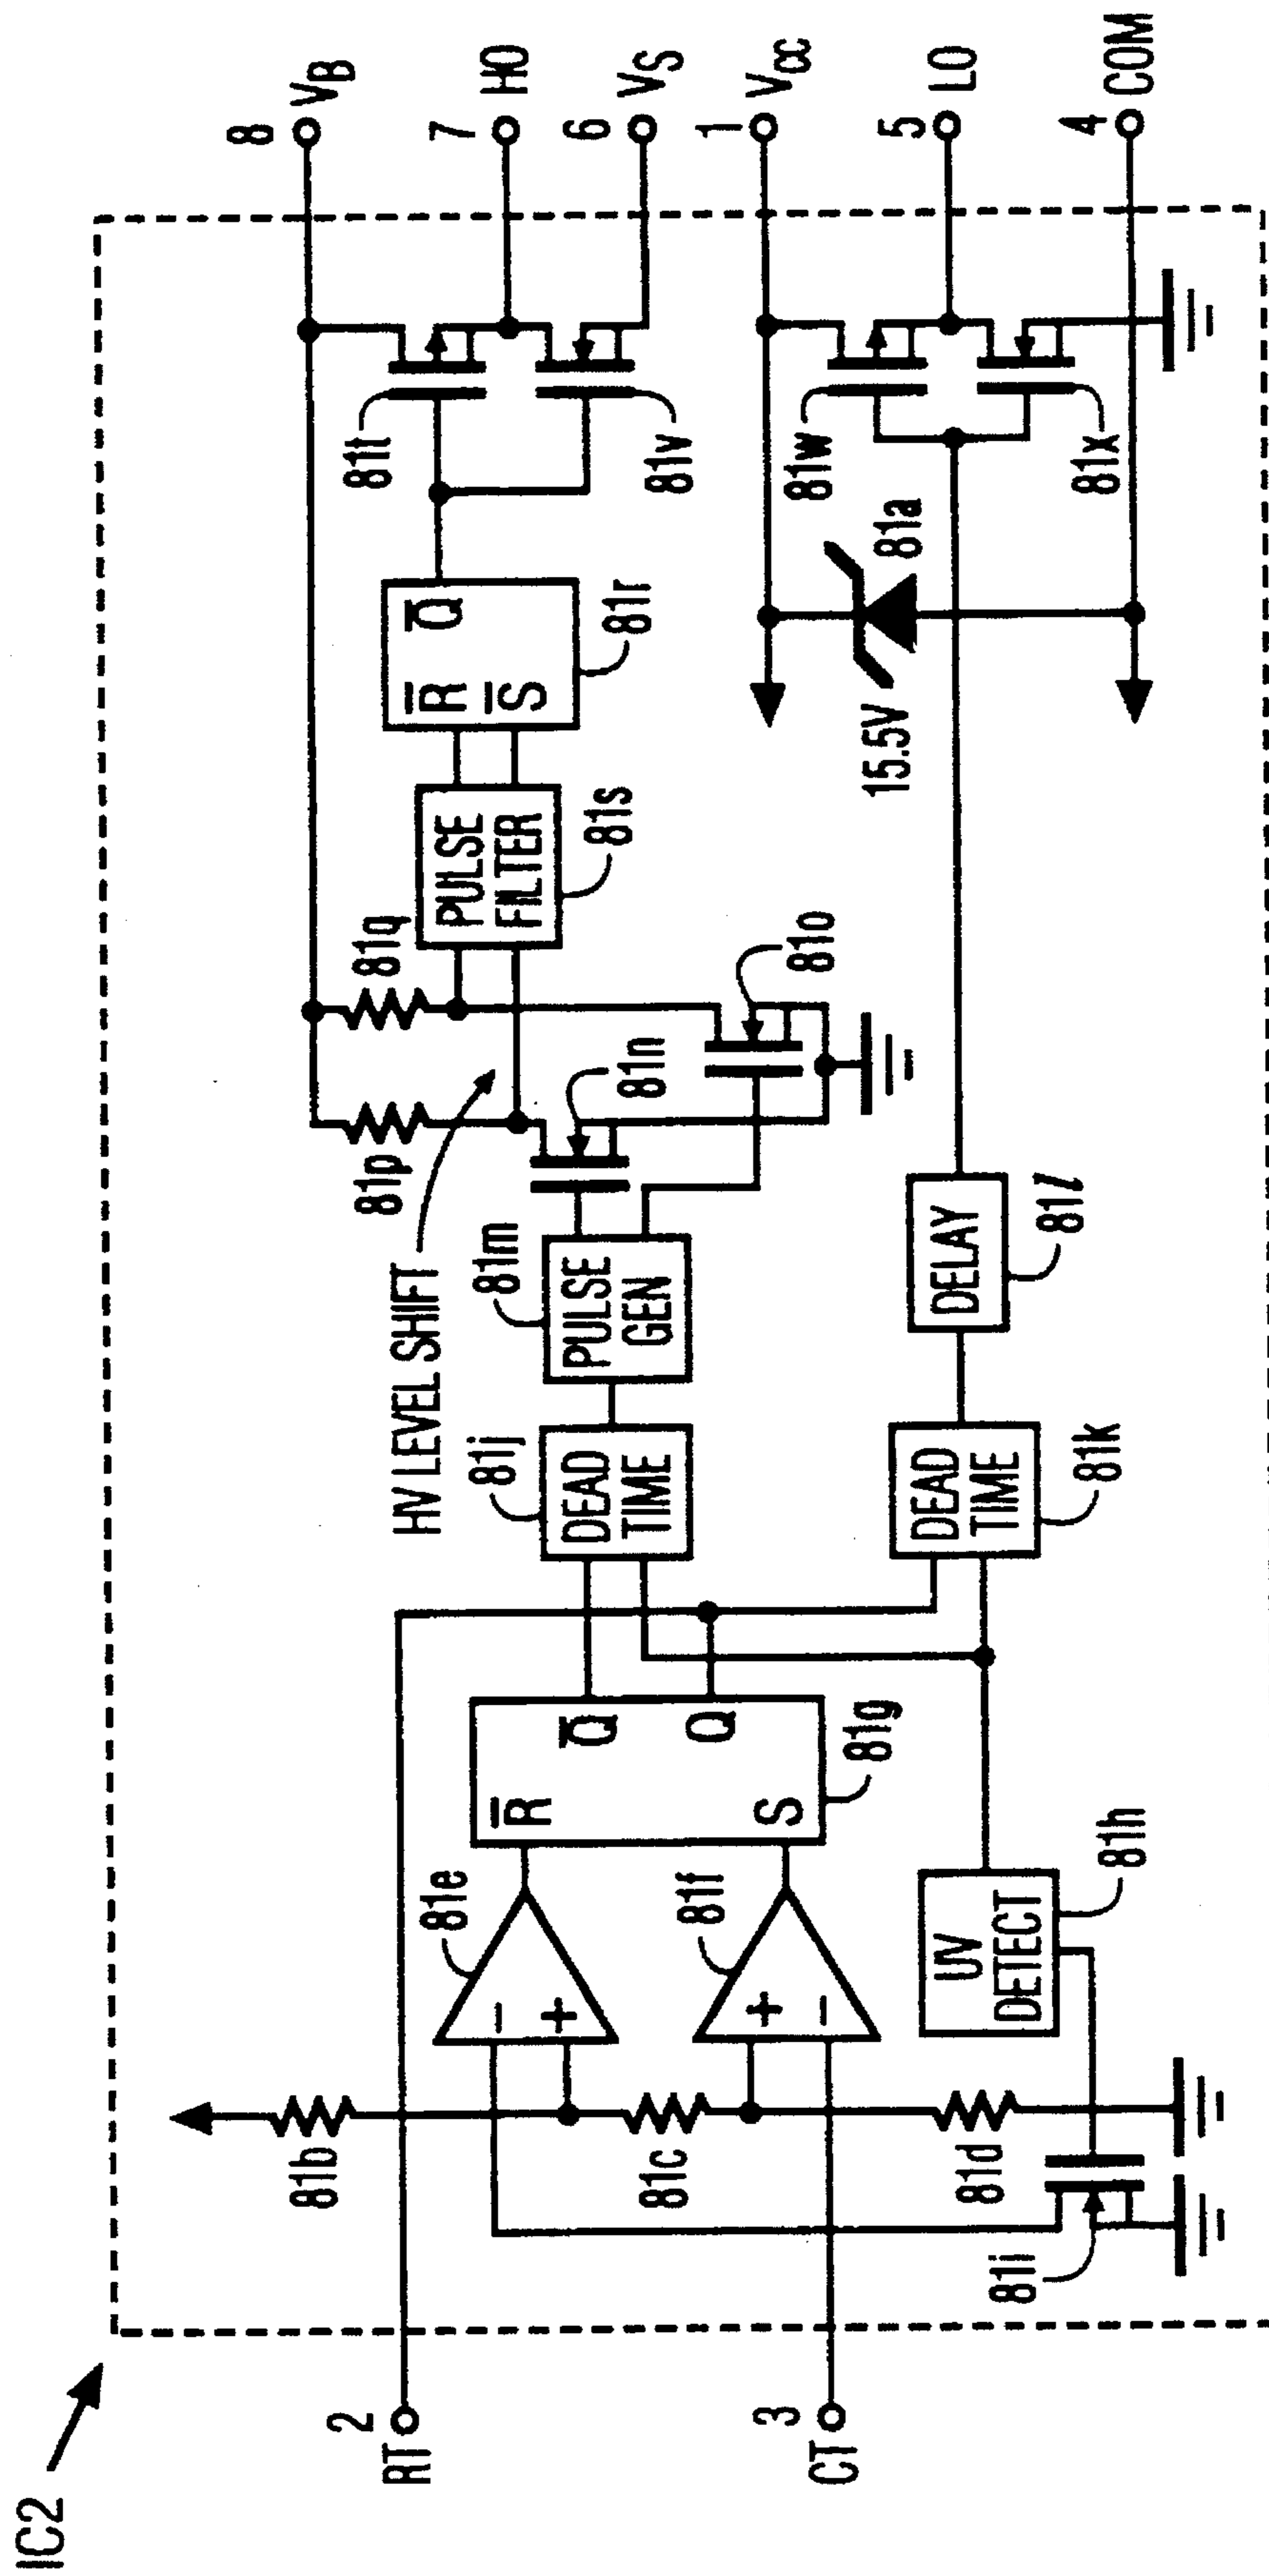 IC2
2
RT
3
CT
81b
81c
81d
81i
81e
81f
−
+
+
−
UV
DETECT
81h
R̅
S
Q̅
Q
81g
81j
DEAD
TIME
DEAD
TIME
81k
HV LEVEL SHIFT
81m
PULSE
GEN
DELAY
81l
81p
81q
81n
81o
PULSE
FILTER
81s
R̅
S̅
Q̅
81r
15.5V
81a
81t
81v
81w
81x
8
VB
7
HO
6
VS
1
VCC
5
LO
4
COM